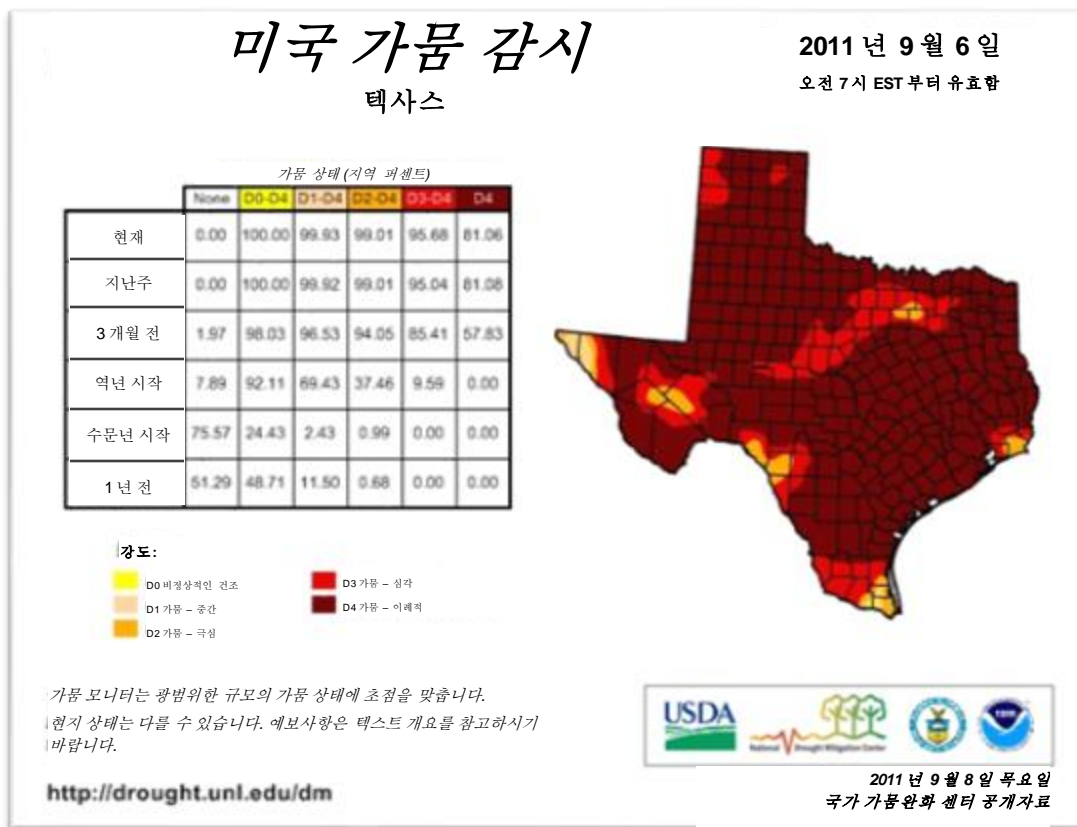 미국 가뭄 감시
텍사스
2011 년 9 월 6 일
오전 7시 EST 부터 유효함
가뭄 상태 (지역 퍼센트)
None D0-D4 D1-D4 D2-D4 D3-D4 D4
현재 0.00 100.00 99.93 99.01 95.68 81.06
지난주 0.00 100.00 99.92 99.01 95.04 81.08
3 개월 전 1.97 98.03 96.53 94.05 85.41 57.83
역년 시작 7.89 92.11 69.43 37.46 9.59 0.00
수문년 시작 75.57 24.43 2.43 0.99 0.00 0.00
1 년 전 51.29 48.71 11.50 0.68 0.00 0.00
강도:
D0 비정상적인 건조
D1 가뭄 – 중간
D2 가뭄 – 극심
D3 가뭄 – 심각
D4 가뭄 – 이례적
가뭄 모니터는 광범위한 규모의 가뭄 상태에 초점을 맞춥니다.
현지 상태는 다를 수 있습니다. 예보사항은 텍스트 개요를 참고하시기
바랍니다.
http://drought.unl.edu/dm
USDA
National Drought Mitigation Center
2011 년 9 월 8 일 목요일
국가 가뭄완화 센터 공개자료